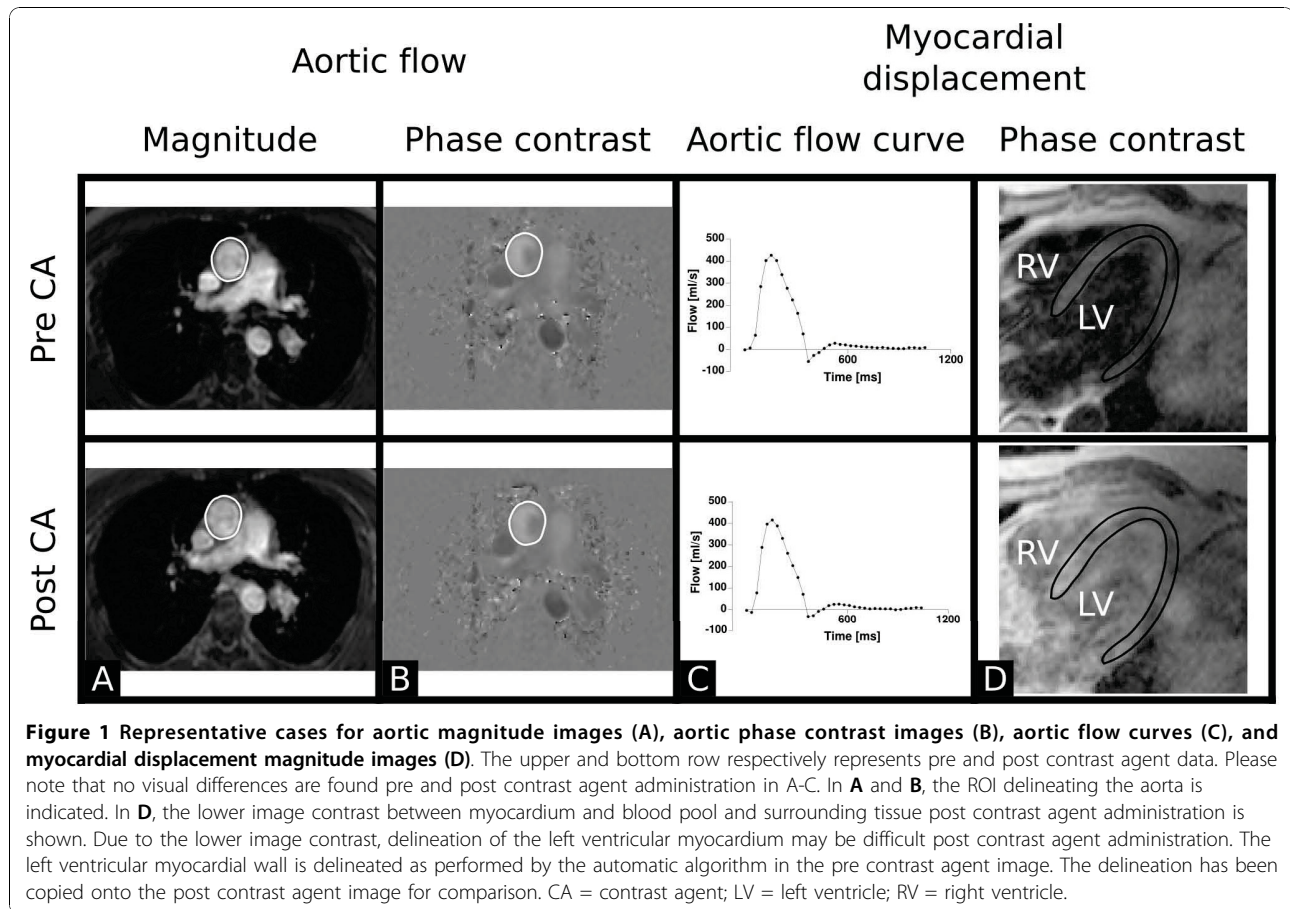 Aortic flow
Myocardial
displacement
Magnitude
Phase contrast
Aortic flow curve
Phase contrast
Pre CA
500
400
300
200
100
0
-100
Flow [ml/s]
600
1200
Time [ms]
RV
LV
Post CA
500
400
300
200
100
0
-100
Flow [ml/s]
600
1200
Time [ms]
RV
LV
A
B
C
D
Figure 1 Representative cases for aortic magnitude images (A), aortic phase contrast images (B), aortic flow curves (C), and
myocardial displacement magnitude images (D). The upper and bottom row respectively represents pre and post contrast agent data. Please
note that no visual differences are found pre and post contrast agent administration in A-C. In A and B, the ROI delineating the aorta is
indicated. In D, the lower image contrast between myocardium and blood pool and surrounding tissue post contrast agent administration is
shown. Due to the lower image contrast, delineation of the left ventricular myocardium may be difficult post contrast agent administration. The
left ventricular myocardial wall is delineated as performed by the automatic algorithm in the pre contrast agent image. The delineation has been
copied onto the post contrast agent image for comparison. CA = contrast agent; LV = left ventricle; RV = right ventricle.